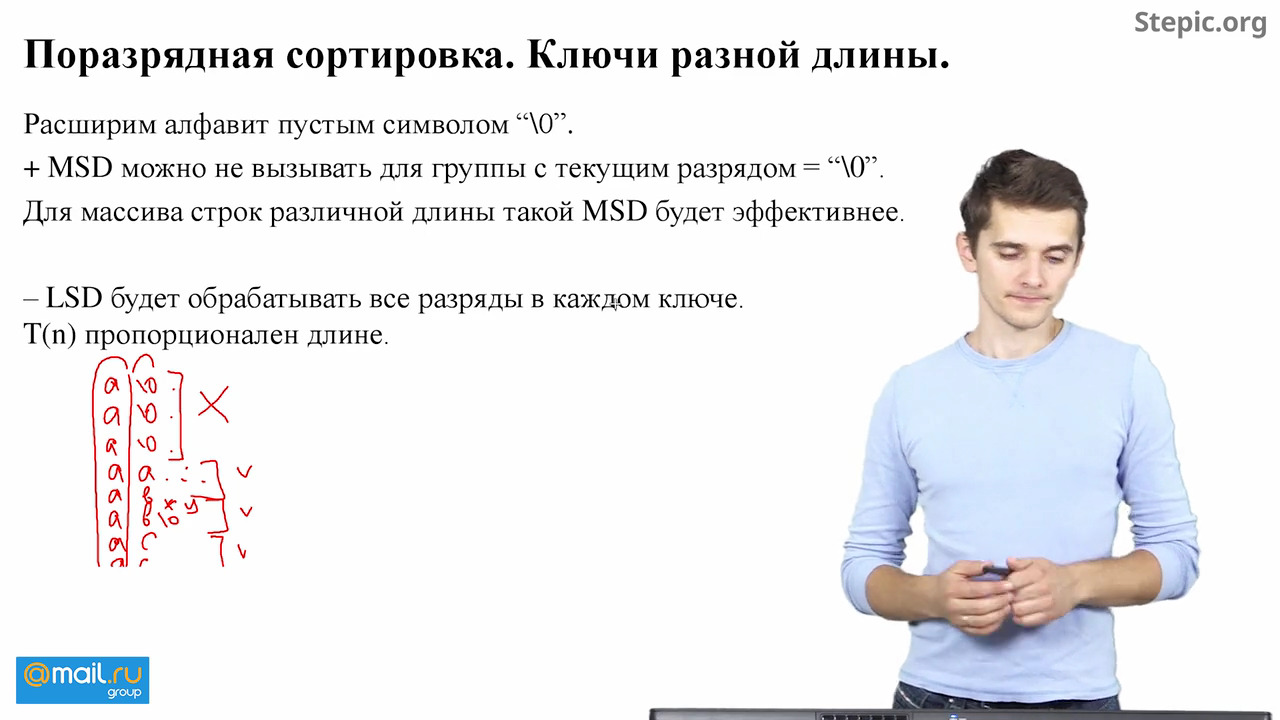 Stepic.org
Поразрядная сортировка. Ключи разной длины.
Расширим алфавит пустым символом “\0”.
+ MSD можно не вызывать для группы с текущим разрядом = “\0”.
Для массива строк различной длины такой MSD будет эффективнее.
– LSD будет обрабатывать все разряды в каждом ключе.
T(n) пропорционален длине.
a \0
a \0
a \0
a a
a в
a в \0
a c
@mail.ru
group